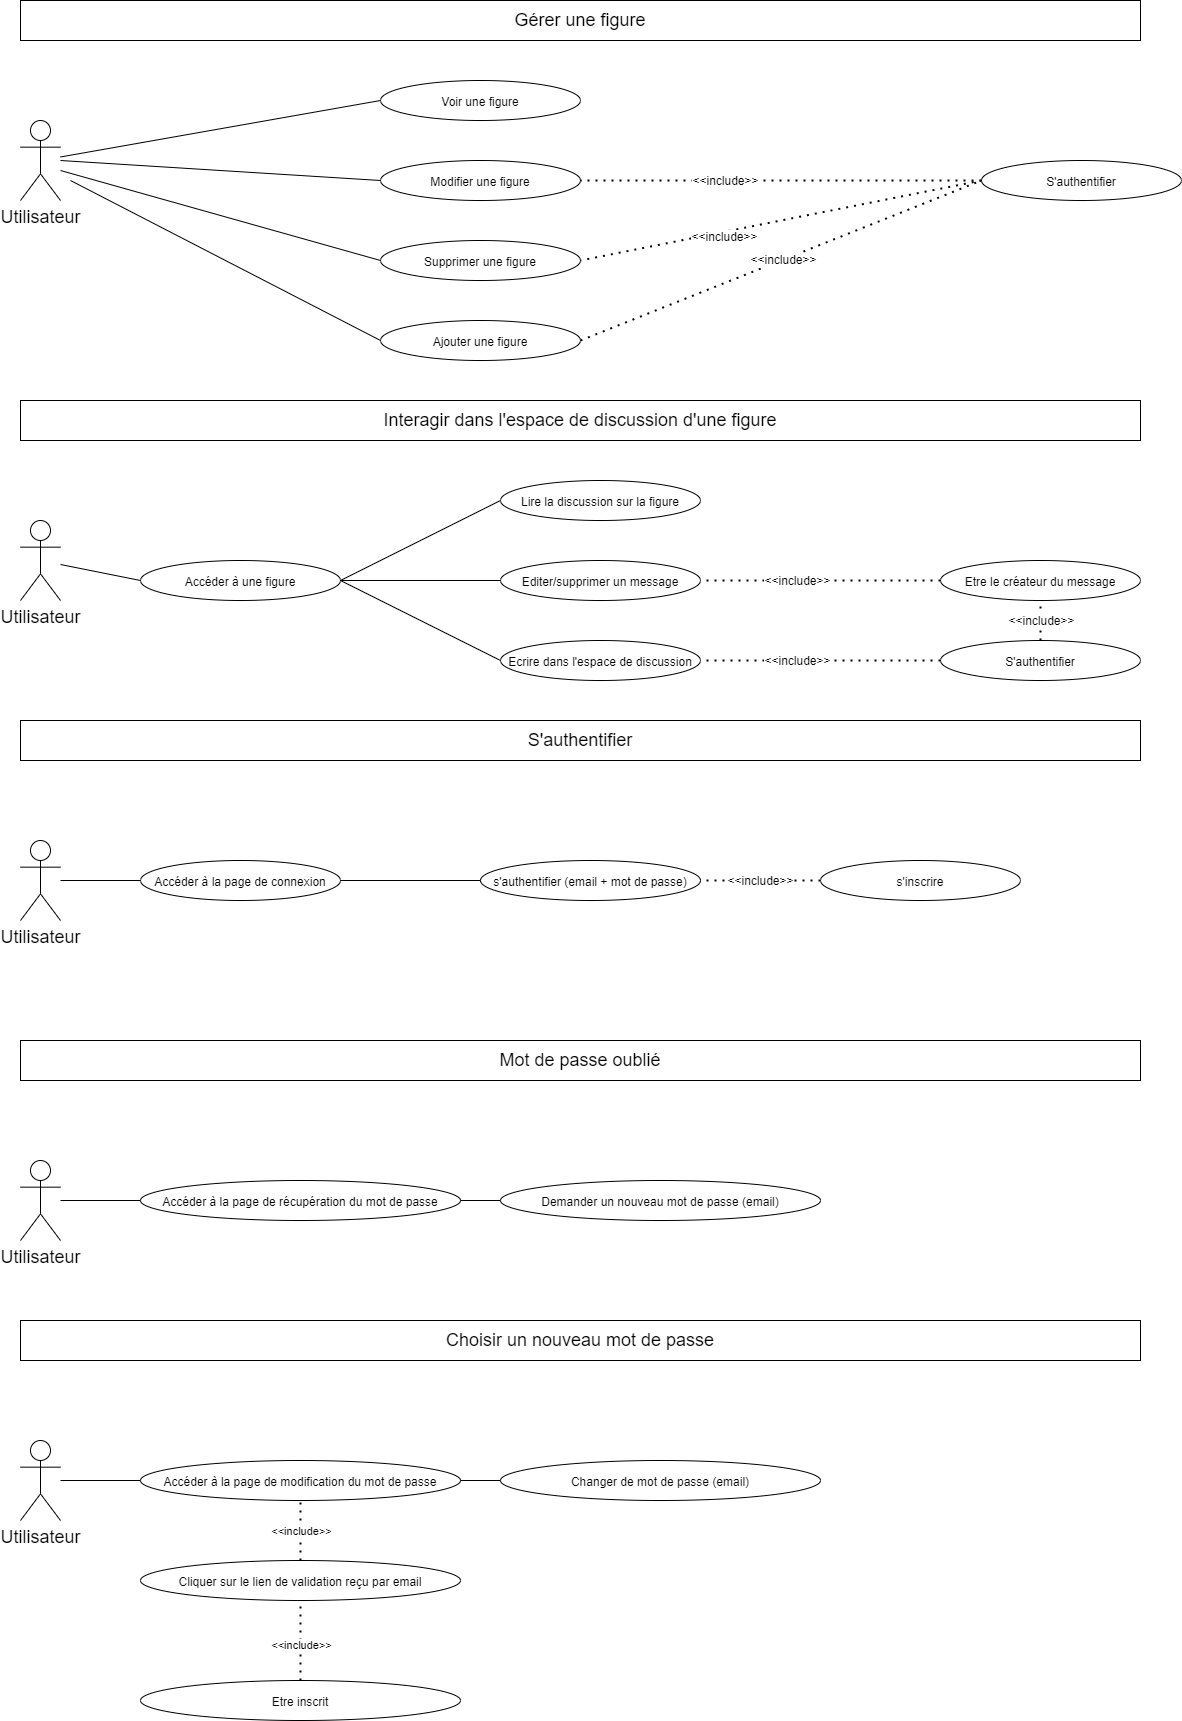 Gérer une figure
Voir une figure
Utilisateur
Modifier une figure
<<include>>
S'authentifier
<<include>>
Supprimer une figure
<<include>>
Ajouter une figure
Interagir dans l'espace de discussion d'une figure
Lire la discussion sur la figure
Utilisateur
Accéder à une figure
Editer/supprimer un message
<<include>>
Etre le créateur du message
<<include>>
Ecrire dans l'espace de discussion
<<include>>
S'authentifier
S'authentifier
Utilisateur
Accéder à la page de connexion
s'authentifier (email + mot de passe)
<<include>>
s'inscrire
Mot de passe oublié
Utilisateur
Accéder à la page de récupération du mot de passe
Demander un nouveau mot de passe (email)
Choisir un nouveau mot de passe
Utilisateur
Accéder à la page de modification du mot de passe
Changer de mot de passe (email)
<<include>>
Cliquer sur le lien de validation reçu par email
<<include>>
Etre inscrit